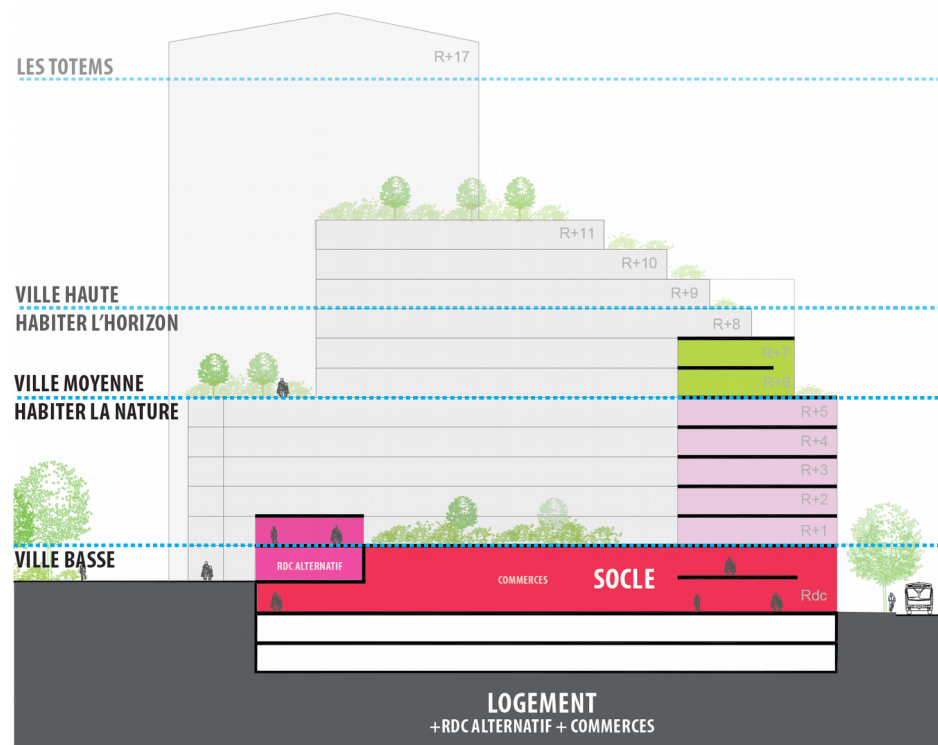 R+17
LES TOTEMS
R+11
R+10
R+9
VILLE HAUTE
HABITER L'HORIZON
R+8
R+7
VILLE MOYENNE
R+6
HABITER LA NATURE
R+5
R+4
R+3
R+2
R+1
VILLE BASSE
RDC ALTERNATIF
COMMERCES
SOCLE
Rdc
LOGEMENT
+RDC ALTERNATIF + COMMERCES